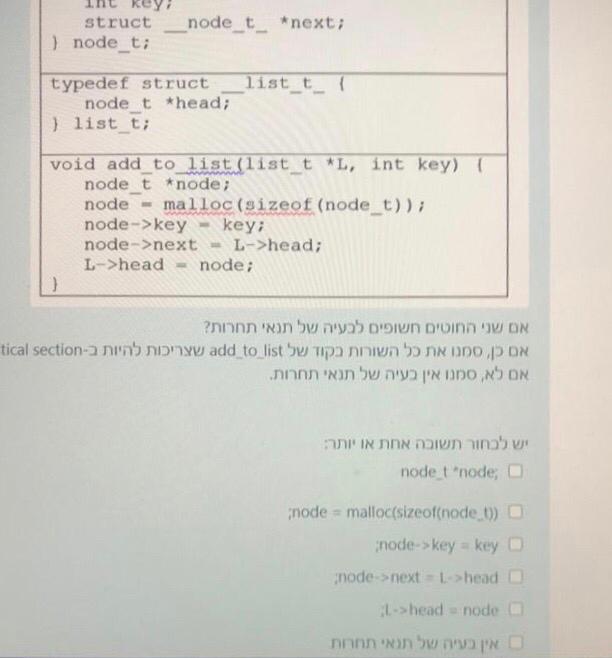 int key;
struct __node_t_ *next;
} node_t;
typedef struct __list_t_ {
node_t *head;
} list_t;
void add_to_list(list_t *L, int key) {
node_t *node;
node = malloc(sizeof(node_t));
node->key = key;
node->next = L->head;
L->head = node;
}
אם שני החוטים חשופים לבעיה של תנאי תחרות?
אם כן, סמנו את כל השורות בקוד של add_to_list שצריכות להיות ב-tical section
אם לא, סמנו אין בעיה של תנאי תחרות.
יש לבחור תשובה אחת או יותר:
node_t *node;
;node = malloc(sizeof(node_t))
;node->key = key
;node->next = L->head
;L->head = node
אין בעיה של תנאי תחרות